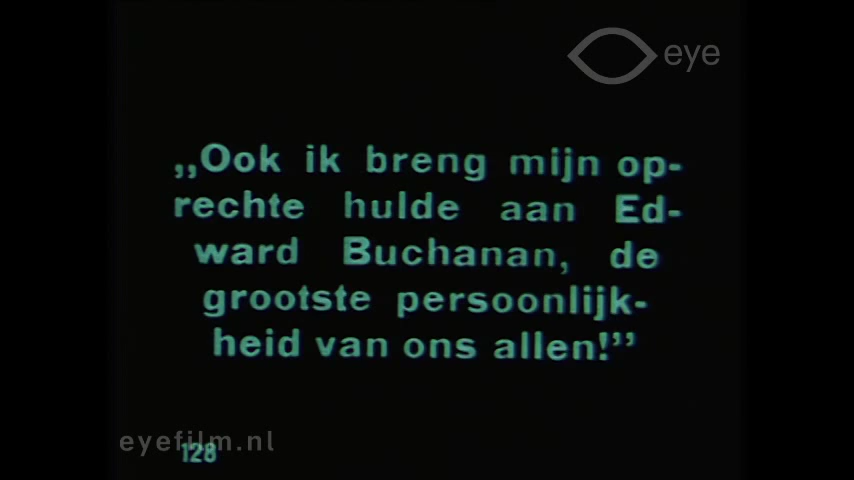 eye
„Ook ik breng mijn op-
rechte hulde aan Ed-
ward Buchanan, de
grootste persoonlijk-
heid van ons allen!”
eyefilm.nl
128